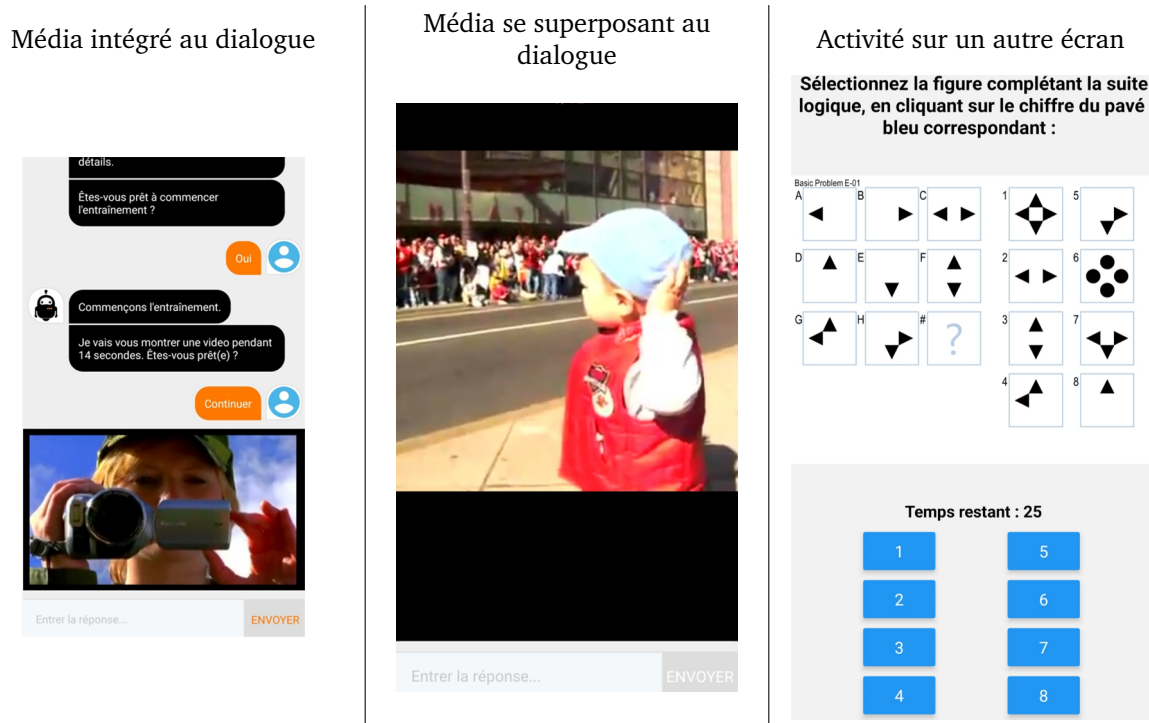 Média intégré au dialogue
détails.
Êtes-vous prêt à commencer
l'entraînement ?
Oui
Commençons l'entraînement.
Je vais vous montrer une video pendant
14 secondes. Êtes-vous prêt(e) ?
Continuer
Entrer la réponse...
ENVOYER
Média se superposant au
dialogue
Entrer la réponse...
ENVOYER
Activité sur un autre écran
Sélectionnez la figure complétant la suite
logique, en cliquant sur le chiffre du pavé
bleu correspondant :
Basic Problem E-01
A B C 1 5
D E F 2 6
G H # ? 3 7
4 8
Temps restant : 25
1 5
2 6
3 7
4 8